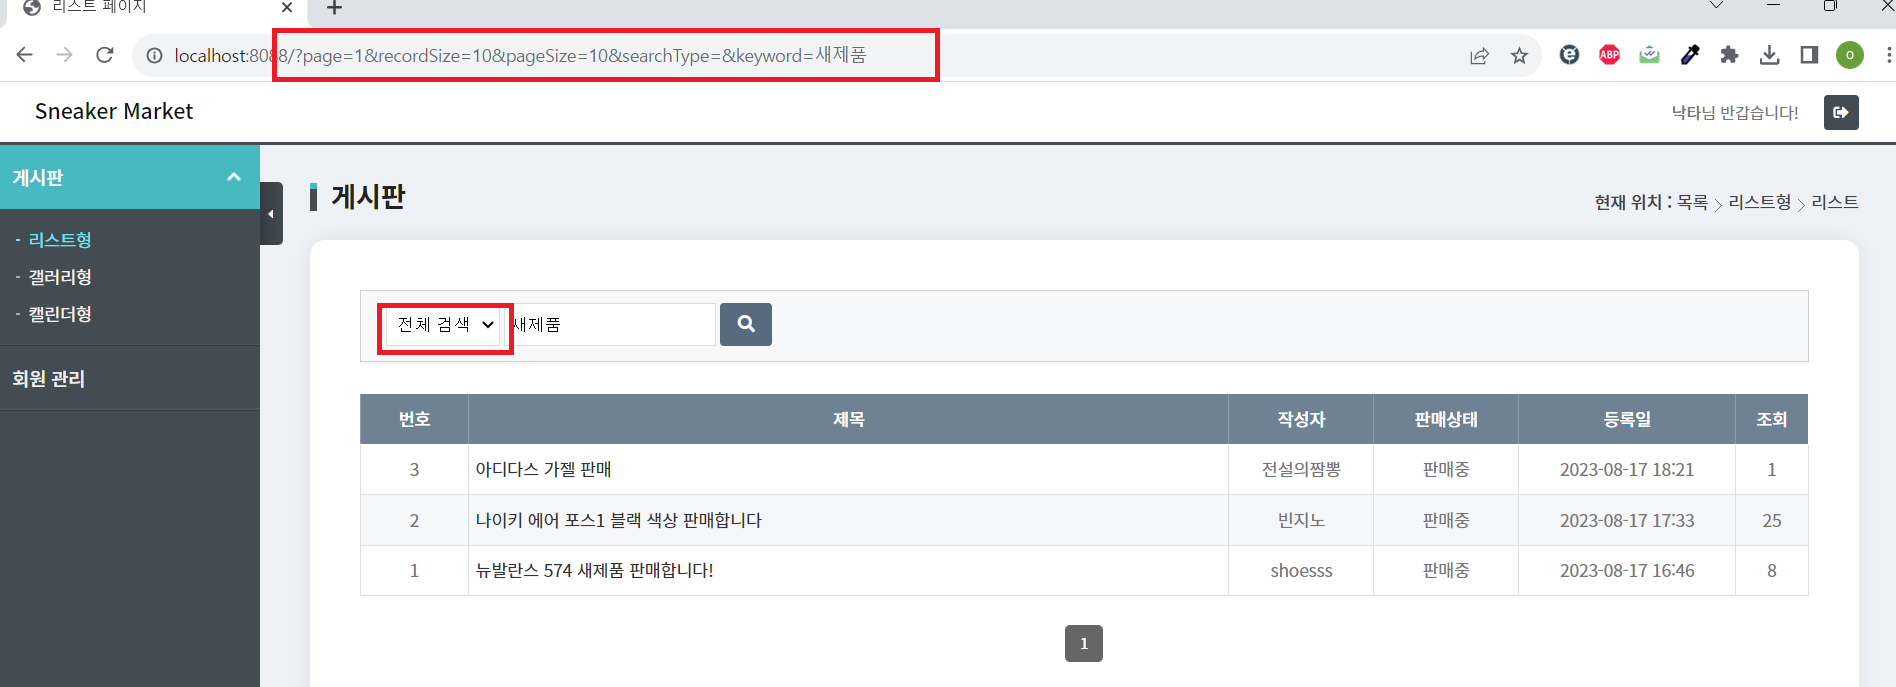 리스트 페이지
localhost:8088/?page=1&recordSize=10&pageSize=10&searchType=&keyword=새제품
ABP
o
Sneaker Market
낙타님 반갑습니다!
게시판
- 리스트형
- 갤러리형
- 캘린더형
회원 관리
게시판
현재 위치 : 목록 > 리스트형 > 리스트
전체 검색 새제품
번호 제목 작성자 판매상태 등록일 조회
3 아디다스 가젤 판매 전설의짬뽕 판매중 2023-08-17 18:21 1
2 나이키 에어 포스1 블랙 색상 판매합니다 빈지노 판매중 2023-08-17 17:33 25
1 뉴발란스 574 새제품 판매합니다! shoesss 판매중 2023-08-17 16:46 8
1